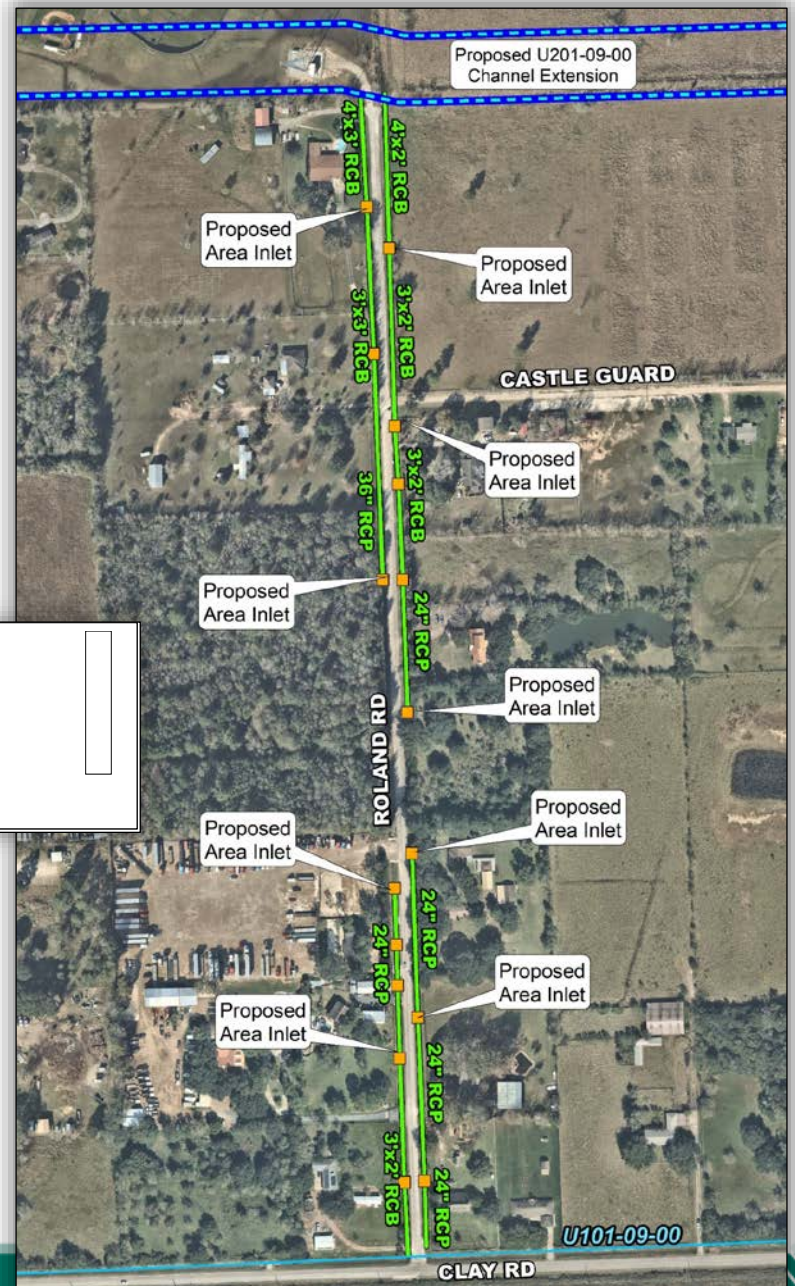 Proposed U201-09-00
Channel Extension
4'x3' RCB
4'x2' RCB
Proposed
Area Inlet
Proposed
Area Inlet
3'x3' RCB
3'x2' RCB
CASTLE GUARD
Proposed
Area Inlet
3'x2' RCB
36" RCP
Proposed
Area Inlet
24" RCP
Proposed
Area Inlet
ROLAND RD
Proposed
Area Inlet
Proposed
Area Inlet
24" RCP
24" RCP
Proposed
Area Inlet
Proposed
Area Inlet
24" RCP
3'x2' RCB
24" RCP
U101-09-00
CLAY RD